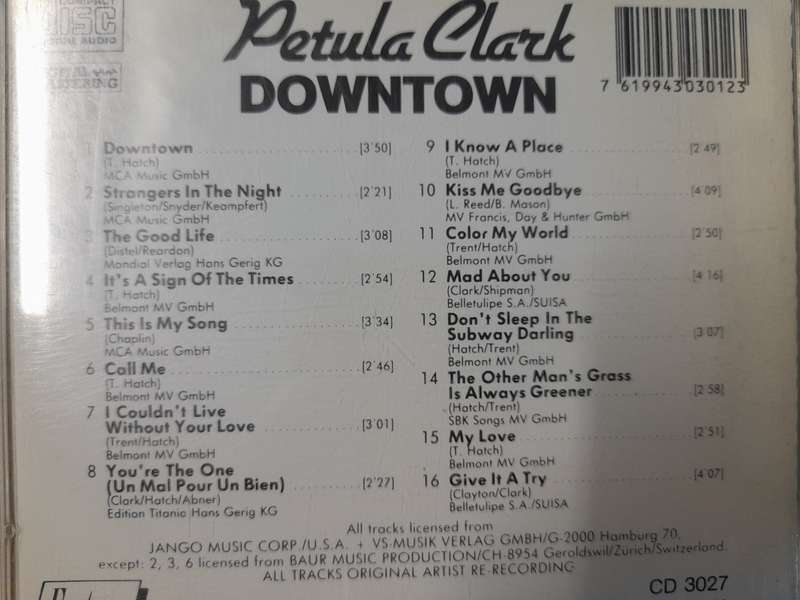 COMPACT
DISC
DIGITAL AUDIO
Petula Clark
DOWNTOWN
7 619943 030123
1 Downtown [3'50]
(T. Hatch)
MCA Music GmbH
2 Strangers In The Night [2'21]
(Singleton/Snyder/Keampfert)
MCA Music GmbH
3 The Good Life [3'08]
(Distel/Reardon)
Mondial Verlag Hans Gerig KG
4 It's A Sign Of The Times [2'54]
(T. Hatch)
Belmont MV GmbH
5 This Is My Song [3'34]
(Chaplin)
MCA Music GmbH
6 Call Me [2'46]
(T. Hatch)
Belmont MV GmbH
7 I Couldn't Live
Without Your Love [3'01]
(Trent/Hatch)
Belmont MV GmbH
8 You're The One
(Un Mal Pour Un Bien) [2'27]
(Clark/Hatch/Abner)
Edition Titanic Hans Gerig KG
9 I Know A Place [2'49]
(T. Hatch)
Belmont MV GmbH
10 Kiss Me Goodbye [4'09]
(L. Reed/B. Mason)
MV Francis, Day & Hunter GmbH
11 Color My World [2'50]
(Trent/Hatch)
Belmont MV GmbH
12 Mad About You [4'16]
(Clark/Shipman)
Belletulipe S.A./SUISA
13 Don't Sleep In The
Subway Darling [3'07]
(Hatch/Trent)
Belmont MV GmbH
14 The Other Man's Grass
Is Always Greener [2'58]
(Hatch/Trent)
SBK Songs MV GmbH
15 My Love [2'51]
(T. Hatch)
Belmont MV GmbH
16 Give It A Try [4'07]
(Clayton/Clark)
Belletulipe S.A./SUISA
All tracks licensed from
JANGO MUSIC CORP./U.S.A. + VS-MUSIK VERLAG GMBH/G-2000 Hamburg 70,
except: 2, 3, 6 licensed from BAUR MUSIC PRODUCTION/CH-8954 Geroldswil/Zürich/Switzerland.
ALL TRACKS ORIGINAL ARTIST RE-RECORDING
CD 3027